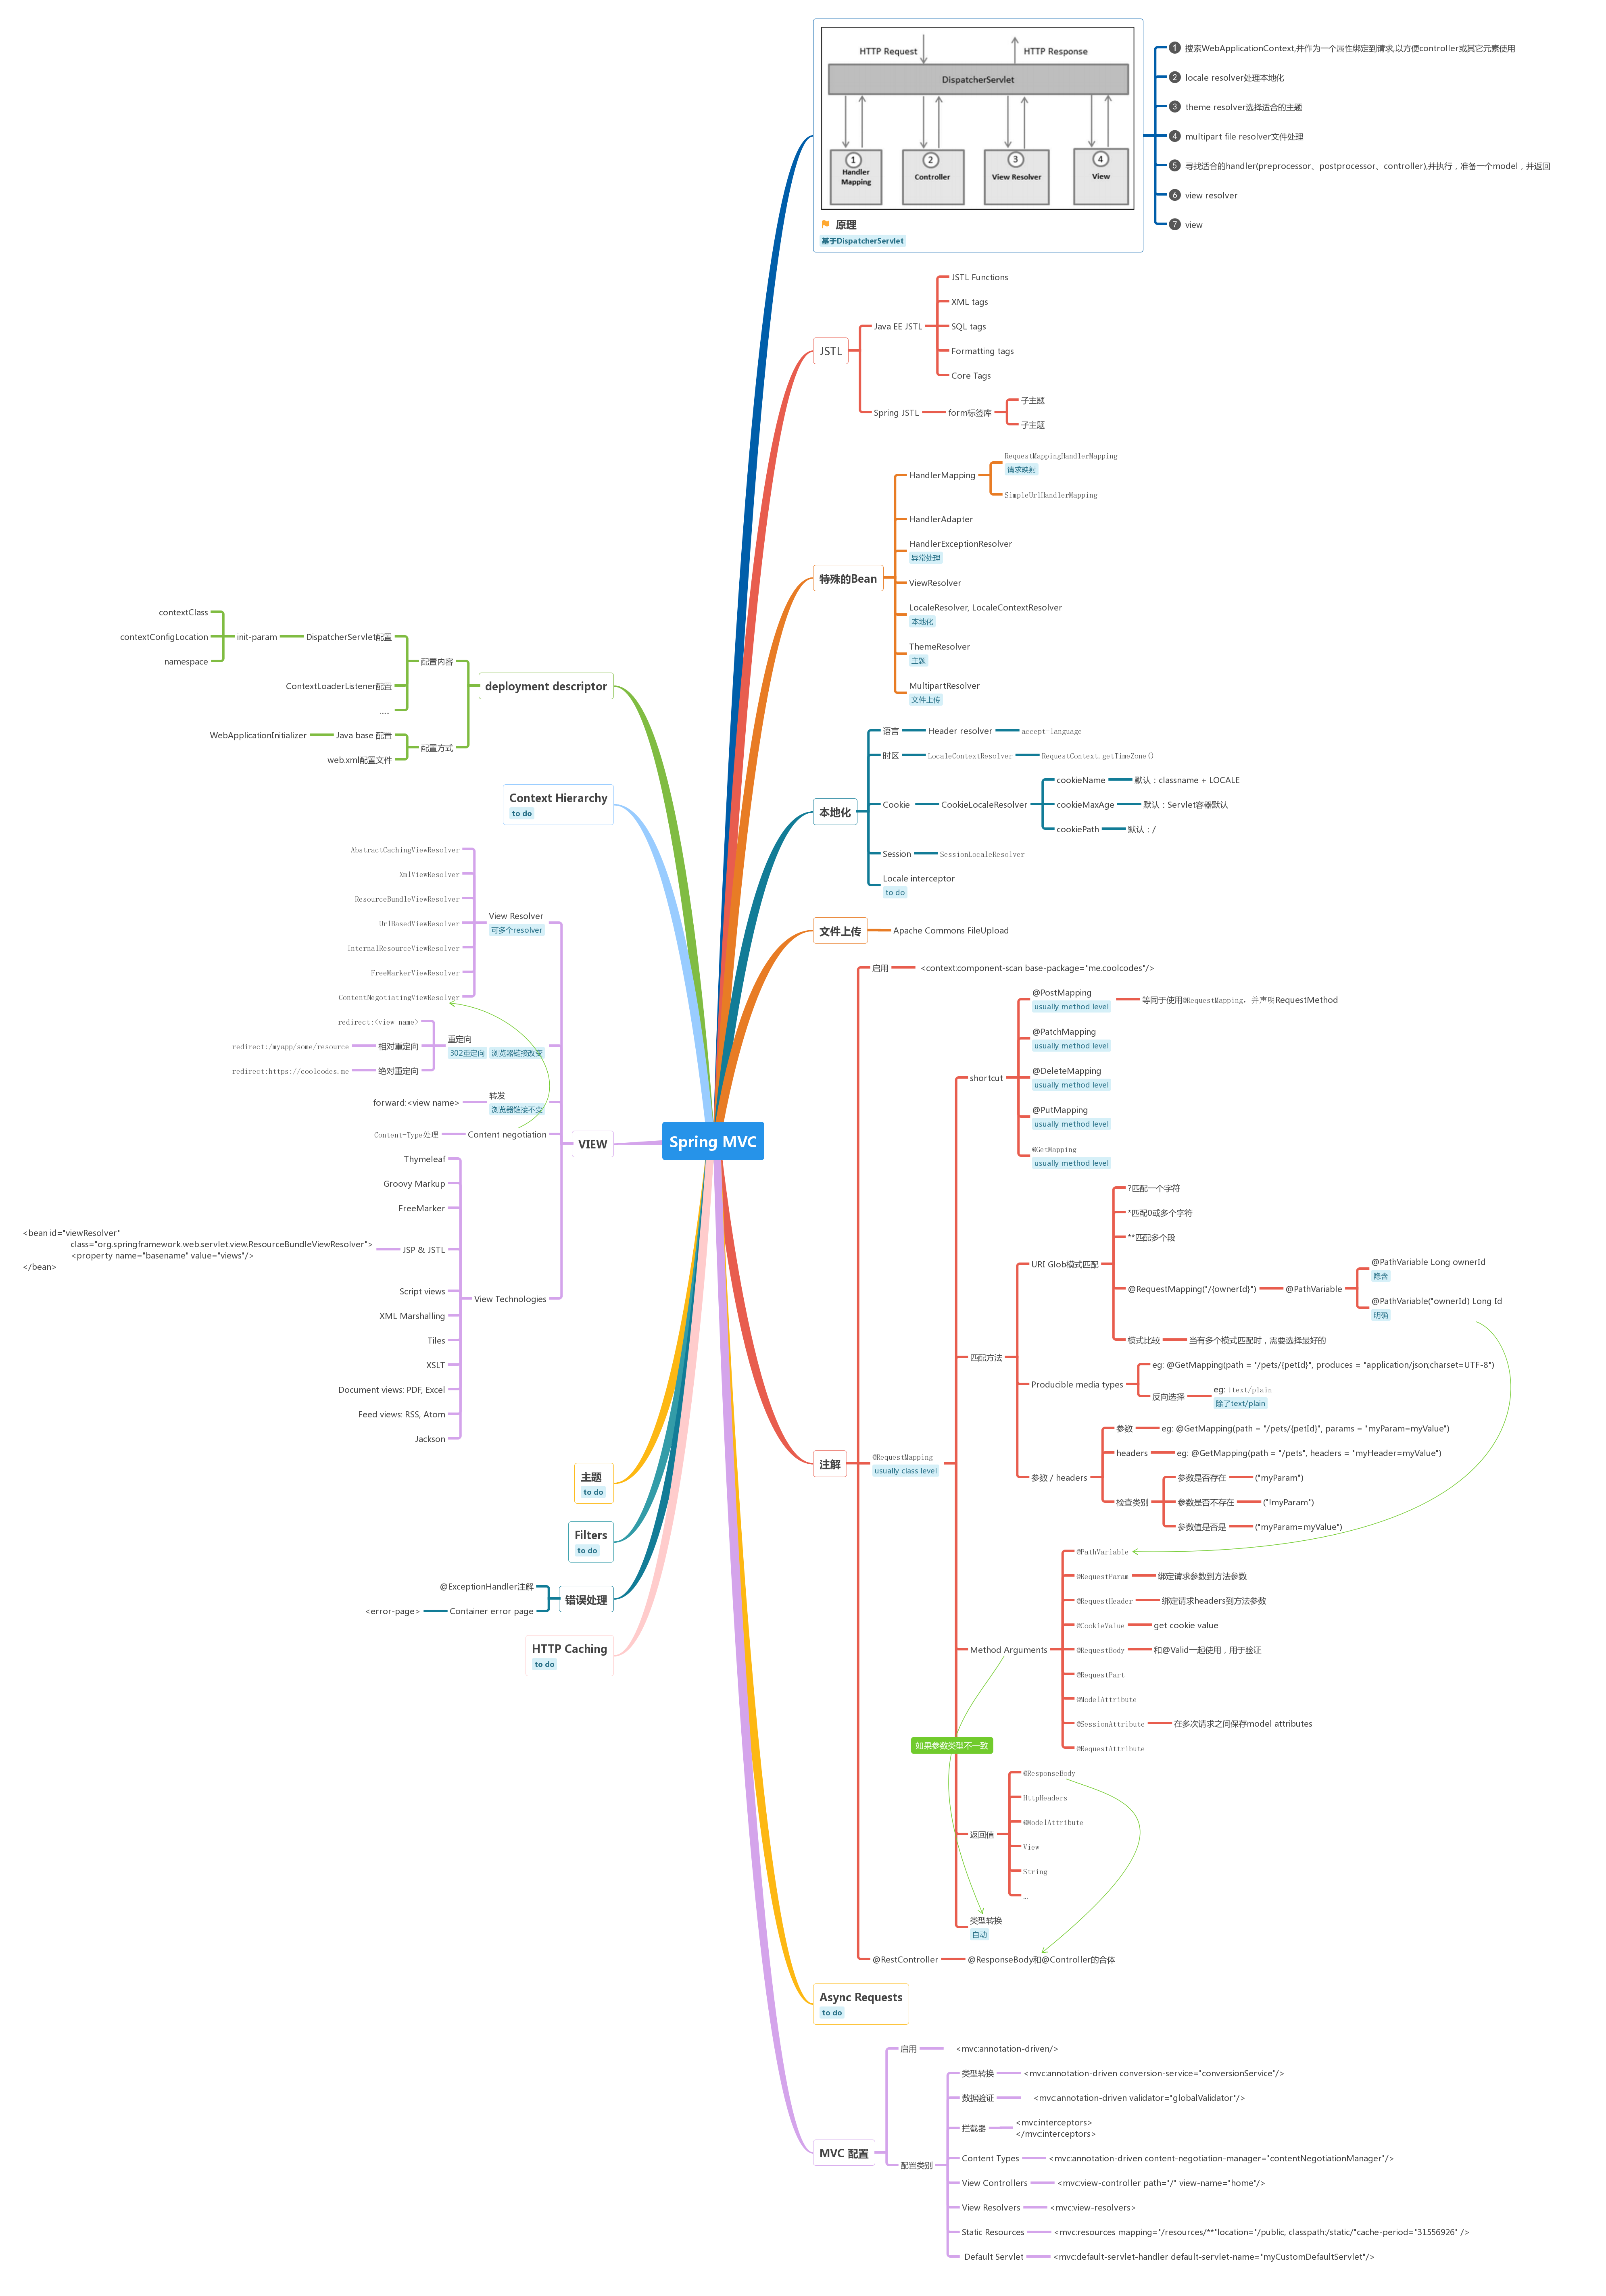 HTTP Request
HTTP Response
DispatcherServlet
1
Handler
Mapping
2
Controller
3
View Resolver
4
View
原理
基于DispatcherServlet
1 搜索WebApplicationContext,并作为一个属性绑定到请求,以方便controller或其它元素使用
2 locale resolver处理本地化
3 theme resolver选择适合的主题
4 multipart file resolver文件处理
5 寻找适合的handler(preprocessor、postprocessor、controller),并执行，准备一个model，并返回
6 view resolver
7 view
JSTL
Java EE JSTL
JSTL Functions
XML tags
SQL tags
Formatting tags
Core Tags
Spring JSTL
form标签库
子主题
子主题
特殊的Bean
HandlerMapping
RequestMappingHandlerMapping
请求映射
SimpleUrlHandlerMapping
HandlerAdapter
HandlerExceptionResolver
异常处理
ViewResolver
LocaleResolver, LocaleContextResolver
本地化
ThemeResolver
主题
MultipartResolver
文件上传
本地化
语言
Header resolver
accept-language
时区
LocaleContextResolver
RequestContext.getTimeZone()
Cookie
CookieLocaleResolver
cookieName
默认：classname + LOCALE
cookieMaxAge
默认：Servlet容器默认
cookiePath
默认：/
Session
SessionLocaleResolver
Locale interceptor
to do
文件上传
Apache Commons FileUpload
注解
启用
<context:component-scan base-package="me.coolcodes"/>
@RequestMapping
usually class level
shortcut
@PostMapping
usually method level
等同于使用@RequestMapping，并声明RequestMethod
@PatchMapping
usually method level
@DeleteMapping
usually method level
@PutMapping
usually method level
@GetMapping
usually method level
匹配方法
URI Glob模式匹配
?匹配一个字符
*匹配0或多个字符
**匹配多个段
@RequestMapping("/{ownerId}")
@PathVariable
@PathVariable Long ownerId
隐含
@PathVariable("ownerId) Long Id
明确
模式比较
当有多个模式匹配时，需要选择最好的
Producible media types
eg: @GetMapping(path = "/pets/{petId}", produces = "application/json;charset=UTF-8")
反向选择
eg: !text/plain
除了text/plain
参数 / headers
参数
eg: @GetMapping(path = "/pets/{petId}", params = "myParam=myValue")
headers
eg: @GetMapping(path = "/pets", headers = "myHeader=myValue")
检查类别
参数是否存在
("myParam")
参数是否不存在
("!myParam")
参数值是否是
("myParam=myValue")
Method Arguments
@PathVariable
@RequestParam
绑定请求参数到方法参数
@RequestHeader
绑定请求headers到方法参数
@CookieValue
get cookie value
@RequestBody
和@Valid一起使用，用于验证
@RequestPart
@ModelAttribute
@SessionAttribute
在多次请求之间保存model attributes
@RequestAttribute
如果参数类型不一致
返回值
@ResponseBody
HttpHeaders
@ModelAttribute
View
String
...
类型转换
自动
@RestController
@ResponseBody和@Controller的合体
Async Requests
to do
MVC 配置
启用
<mvc:annotation-driven/>
配置类别
类型转换
<mvc:annotation-driven conversion-service="conversionService"/>
数据验证
<mvc:annotation-driven validator="globalValidator"/>
拦截器
<mvc:interceptors>
</mvc:interceptors>
Content Types
<mvc:annotation-driven content-negotiation-manager="contentNegotiationManager"/>
View Controllers
<mvc:view-controller path="/" view-name="home"/>
View Resolvers
<mvc:view-resolvers>
Static Resources
<mvc:resources mapping="/resources/**"location="/public, classpath:/static/"cache-period="31556926" />
Default Servlet
<mvc:default-servlet-handler default-servlet-name="myCustomDefaultServlet"/>
Spring MVC
deployment descriptor
配置内容
DispatcherServlet配置
init-param
contextClass
contextConfigLocation
namespace
ContextLoaderListener配置
......
配置方式
Java base 配置
WebApplicationInitializer
web.xml配置文件
Context Hierarchy
to do
VIEW
View Resolver
可多个resolver
AbstractCachingViewResolver
XmlViewResolver
ResourceBundleViewResolver
UrlBasedViewResolver
InternalResourceViewResolver
FreeMarkerViewResolver
ContentNegotiatingViewResolver
重定向
302重定向 浏览器链接改变
redirect:<view name>
相对重定向
redirect:/myapp/some/resource
绝对重定向
redirect:https://coolcodes.me
转发
浏览器链接不变
forward:<view name>
Content negotiation
Content-Type处理
View Technologies
Thymeleaf
Groovy Markup
FreeMarker
JSP & JSTL
<bean id="viewResolver"
class="org.springframework.web.servlet.view.ResourceBundleViewResolver">
<property name="basename" value="views"/>
</bean>
Script views
XML Marshalling
Tiles
XSLT
Document views: PDF, Excel
Feed views: RSS, Atom
Jackson
主题
to do
Filters
to do
错误处理
@ExceptionHandler注解
Container error page
<error-page>
HTTP Caching
to do